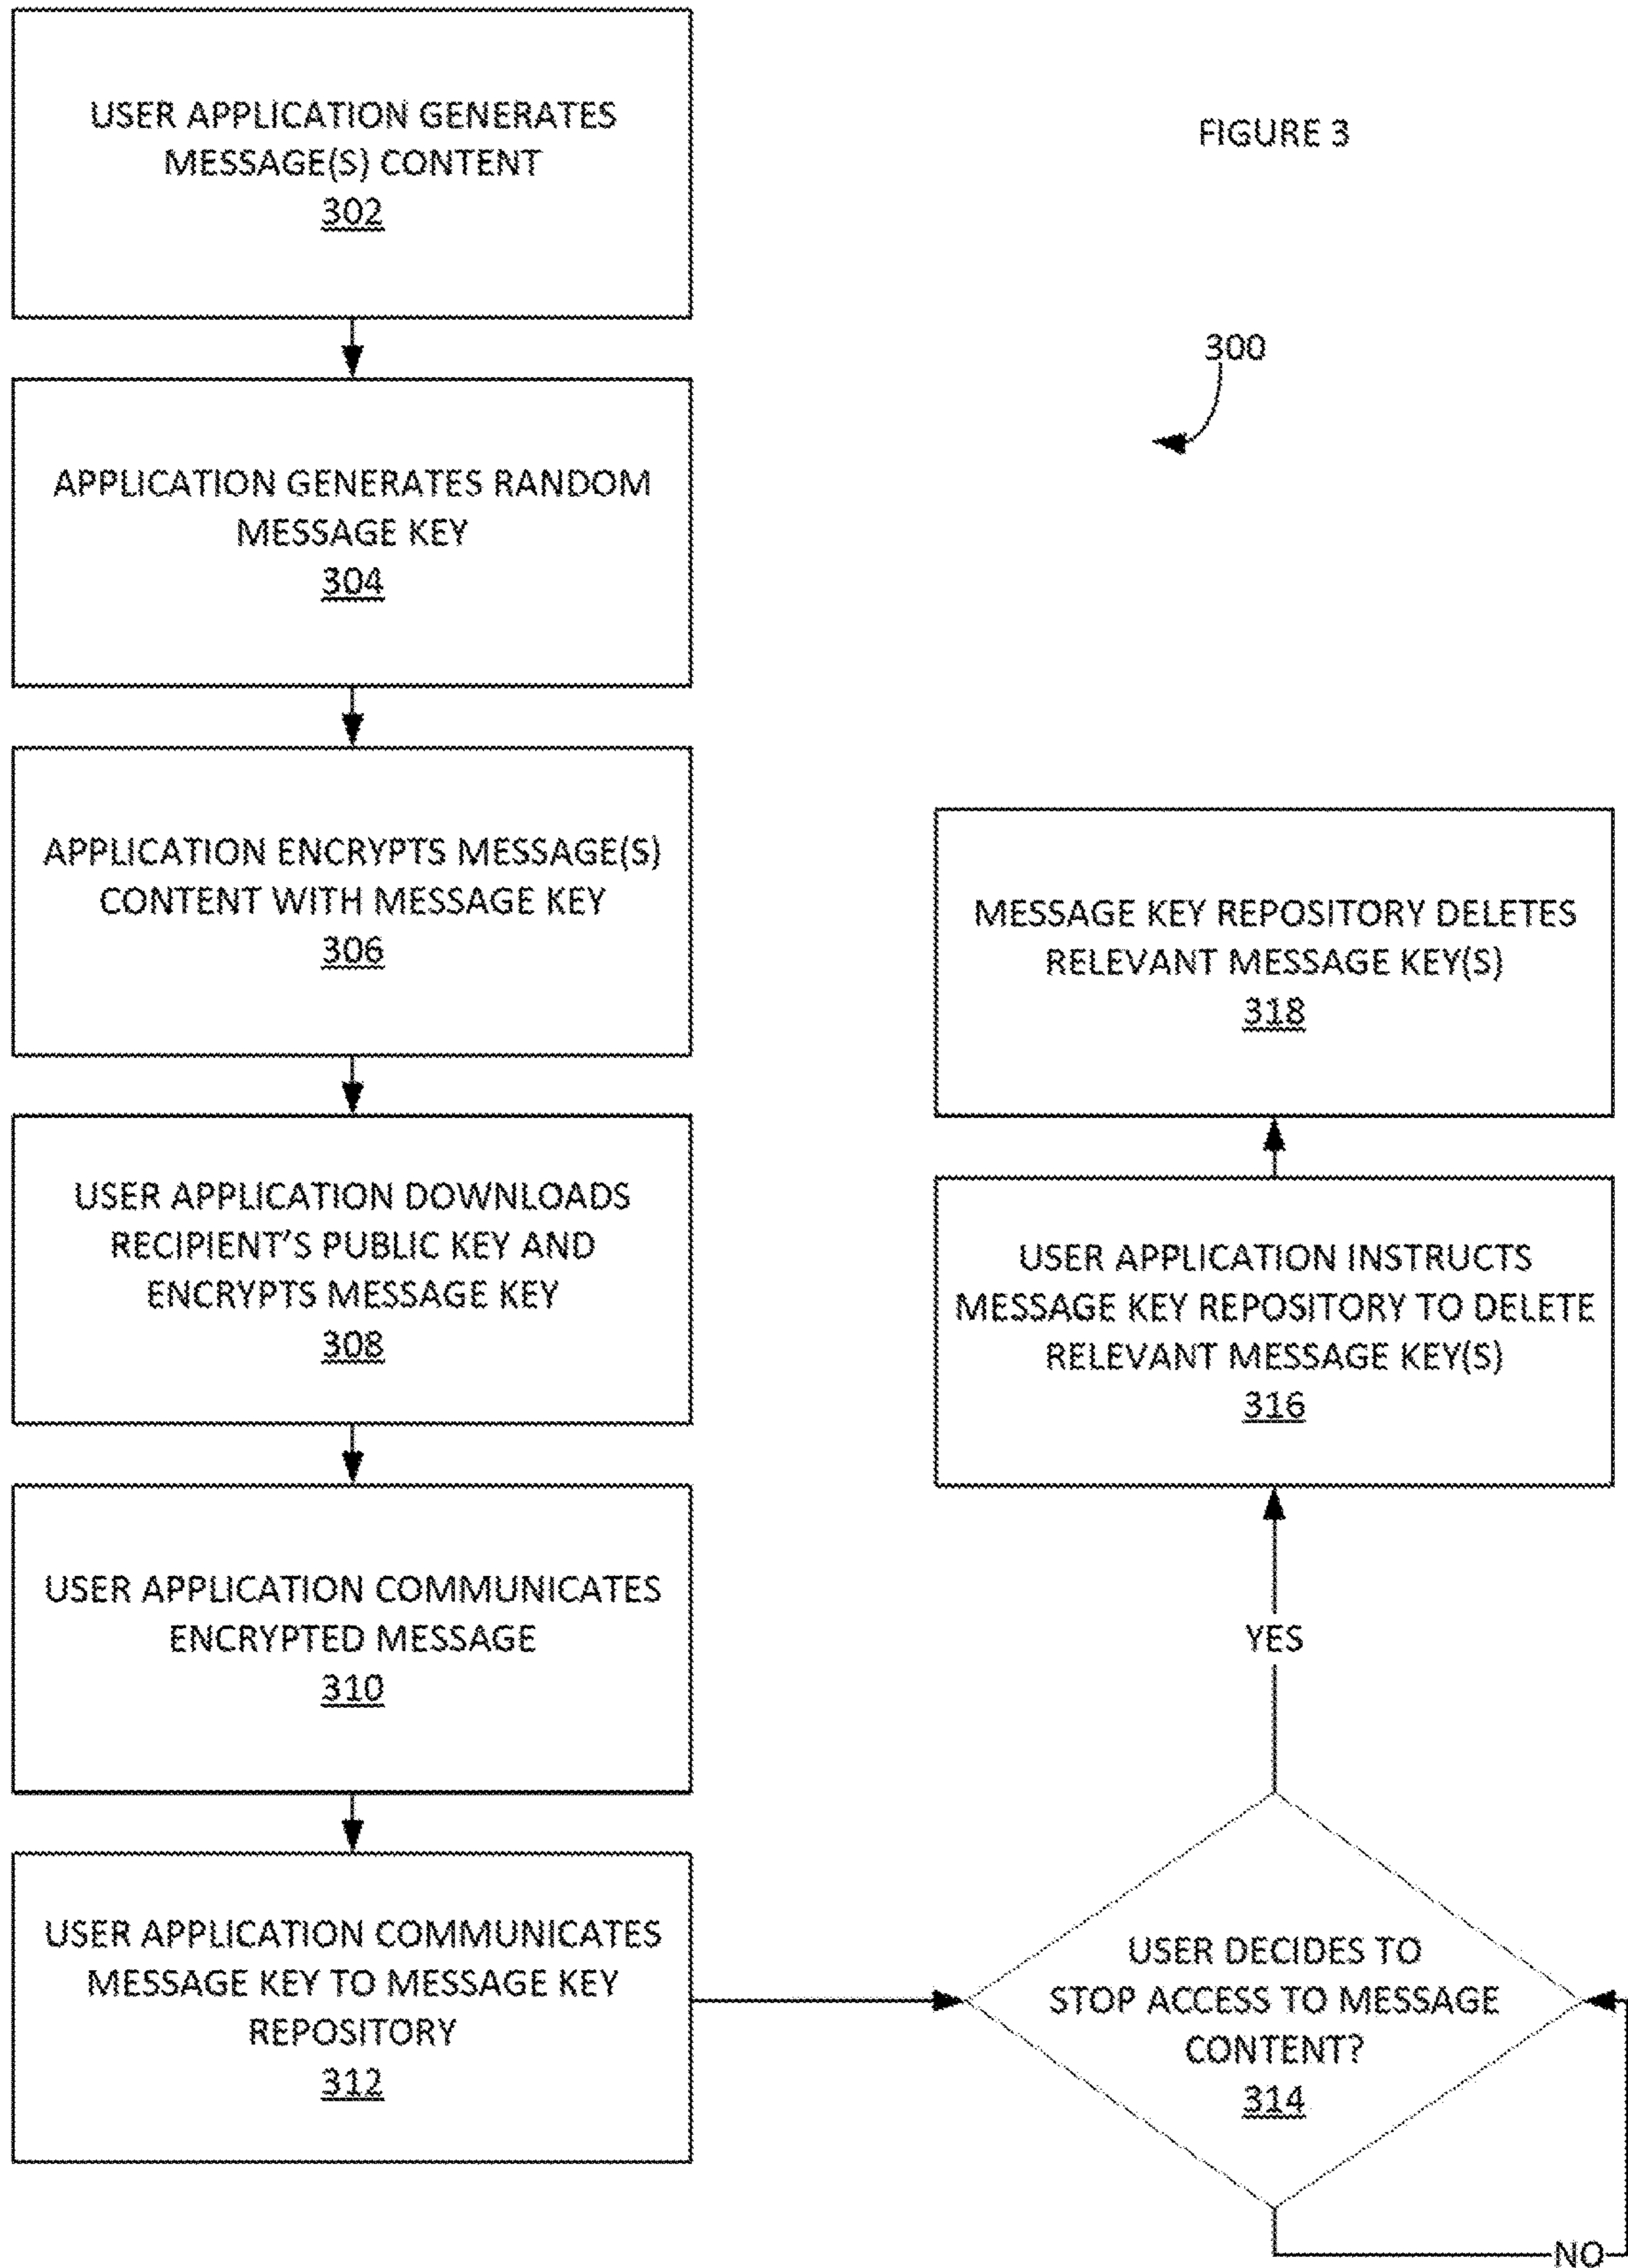 USER APPLICATION GENERATES
MESSAGE(S) CONTENT
302
FIGURE 3
300
APPLICATION GENERATES RANDOM
MESSAGE KEY
304
APPLICATION ENCRYPTS MESSAGE(S)
CONTENT WITH MESSAGE KEY
306
USER APPLICATION DOWNLOADS
RECIPIENT'S PUBLIC KEY AND
ENCRYPTS MESSAGE KEY
308
USER APPLICATION COMMUNICATES
ENCRYPTED MESSAGE
310
USER APPLICATION COMMUNICATES
MESSAGE KEY TO MESSAGE KEY
REPOSITORY
312
USER DECIDES TO
STOP ACCESS TO MESSAGE
CONTENT?
314
NO
YES
USER APPLICATION INSTRUCTS
MESSAGE KEY REPOSITORY TO DELETE
RELEVANT MESSAGE KEY(S)
316
MESSAGE KEY REPOSITORY DELETES
RELEVANT MESSAGE KEY(S)
318